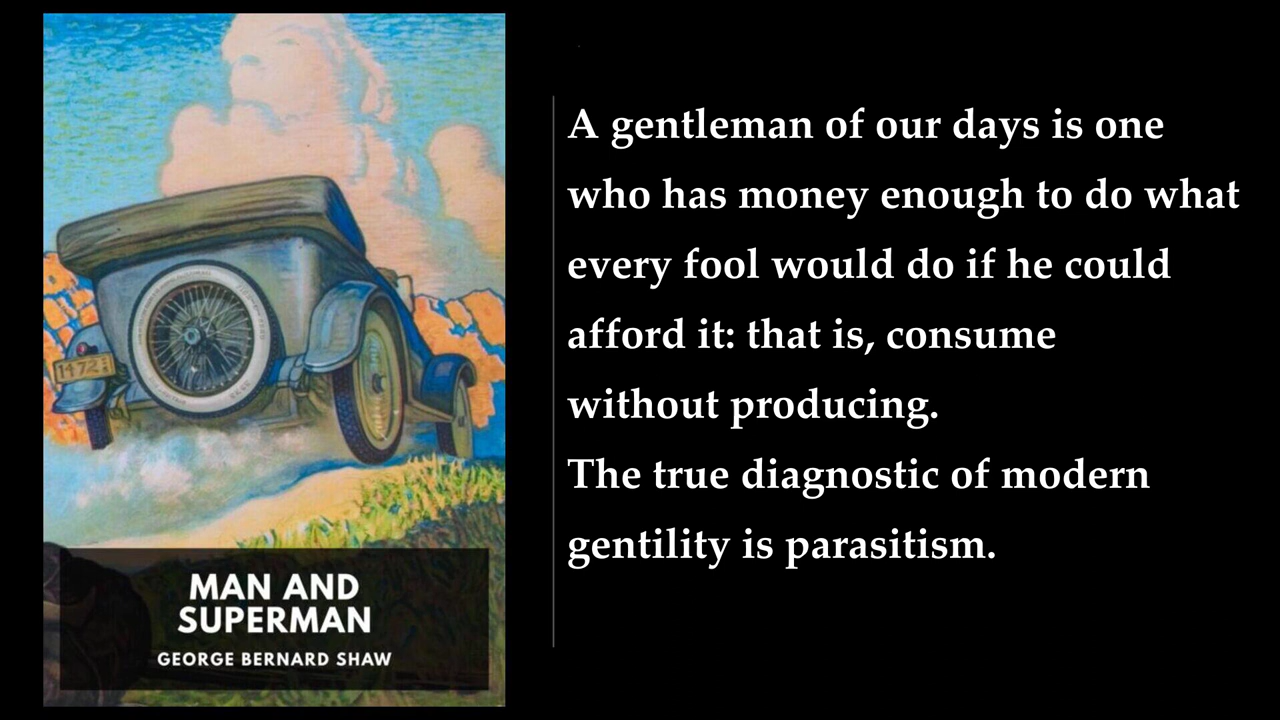 A gentleman of our days is one
who has money enough to do what
every fool would do if he could
afford it: that is, consume
without producing.
The true diagnostic of modern
gentility is parasitism.
1472
MAN AND
SUPERMAN
GEORGE BERNARD SHAW